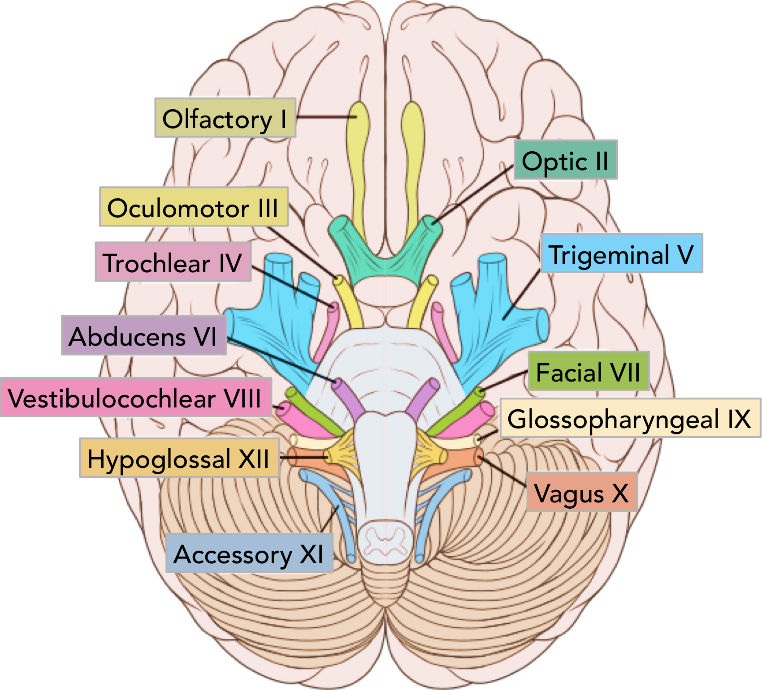 Olfactory I
Optic II
Oculomotor III
Trochlear IV
Trigeminal V
Abducens VI
Facial VII
Vestibulocochlear VIII
Glossopharyngeal IX
Hypoglossal XII
Vagus X
Accessory XI